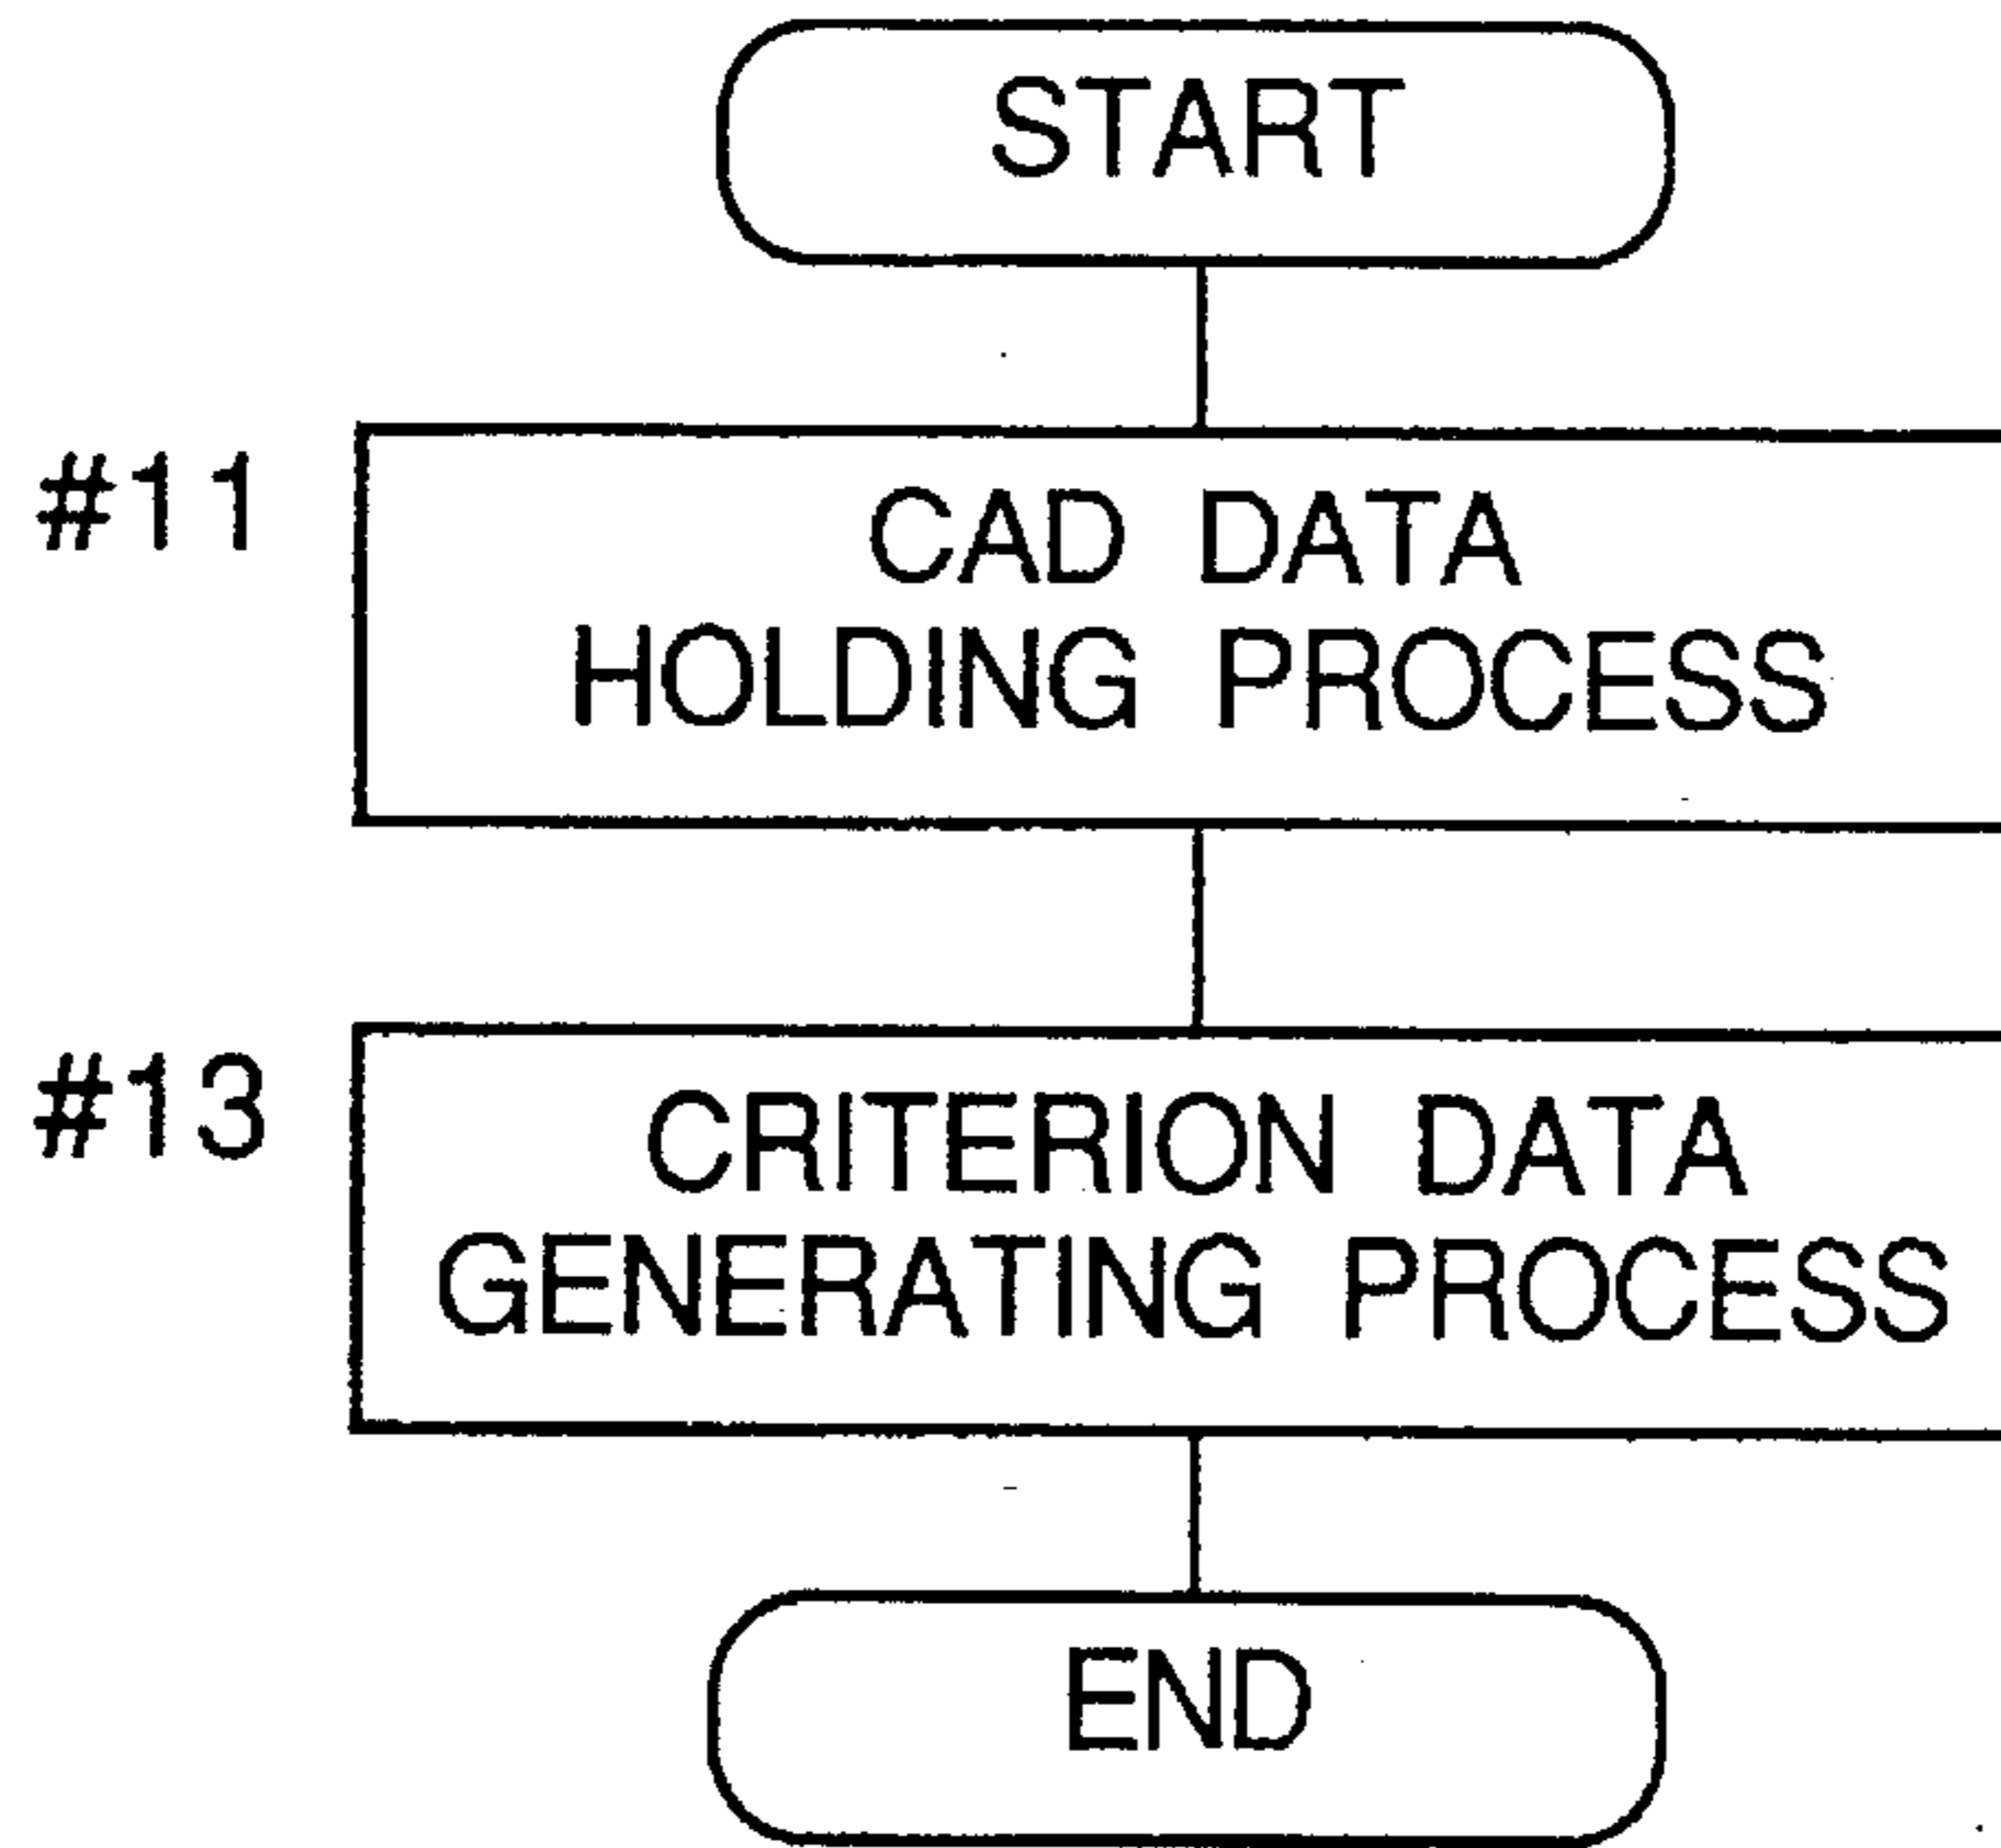 START
#11
CAD DATA
HOLDING PROCESS
#13
CRITERION DATA
GENERATING PROCESS
END